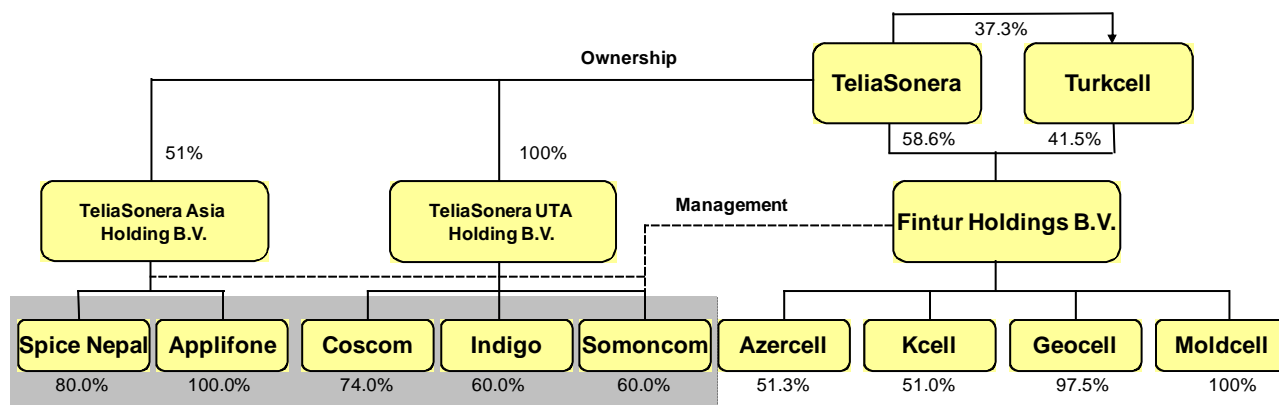 37.3%
Ownership
TeliaSonera
Turkcell
58.6%
41.5%
51%
100%
TeliaSonera Asia
Holding B.V.
TeliaSonera UTA
Holding B.V.
Management
Fintur Holdings B.V.
Spice Nepal
Applifone
Coscom
Indigo
Somoncom
Azercell
Kcell
Geocell
Moldcell
80.0%
100.0%
74.0%
60.0%
60.0%
51.3%
51.0%
97.5%
100%